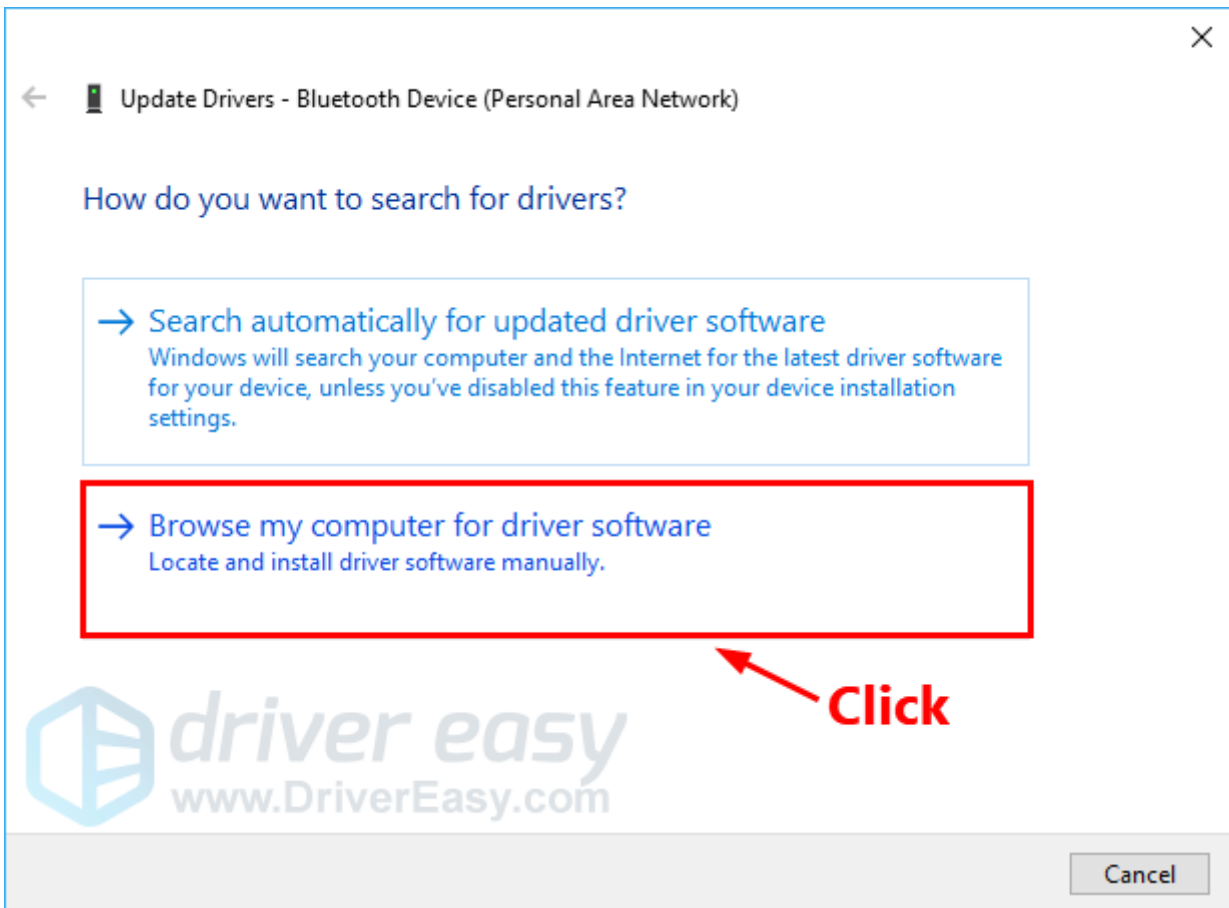 Update Drivers - Bluetooth Device (Personal Area Network)
How do you want to search for drivers?
Search automatically for updated driver software
Windows will search your computer and the Internet for the latest driver software
for your device, unless you've disabled this feature in your device installation
settings.
Browse my computer for driver software
Locate and install driver software manually.
Click
driver easy
www.DriverEasy.com
Cancel